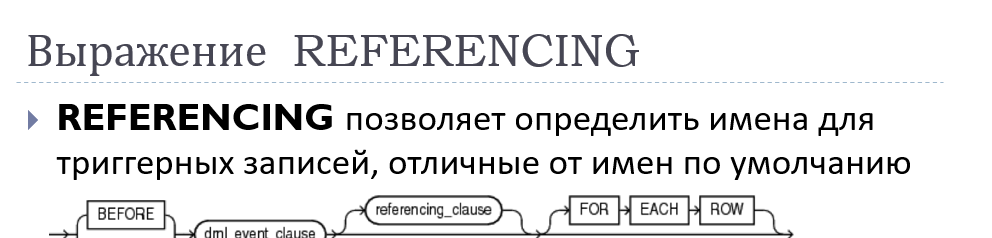 Выражение REFERENCING
REFERENCING позволяет определить имена для
триггерных записей, отличные от имен по умолчанию
BEFORE
referencing_clause
FOR EACH ROW
dml_event_clause